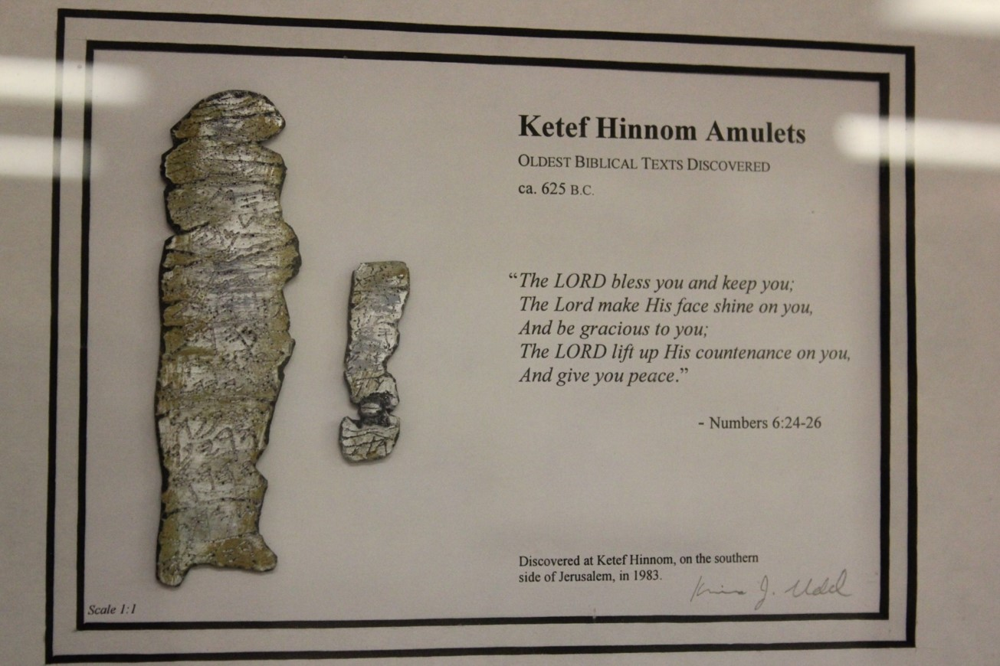 Ketef Hinnom Amulets
OLDEST BIBLICAL TEXTS DISCOVERED
ca. 625 B.C.
“The LORD bless you and keep you;
The Lord make His face shine on you,
And be gracious to you;
The LORD lift up His countenance on you,
And give you peace.”
- Numbers 6:24-26
Discovered at Ketef Hinnom, on the southern
side of Jerusalem, in 1983.
Scale 1:1